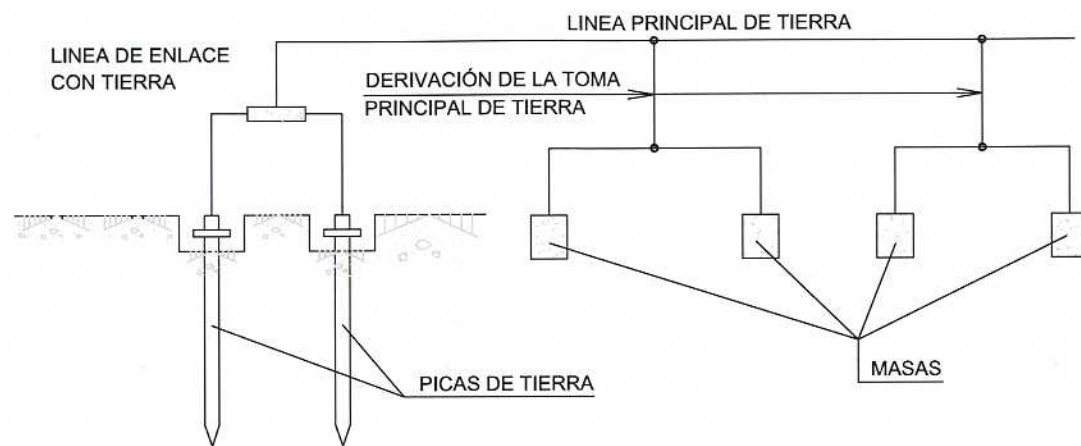 LINEA DE ENLACE
CON TIERRA
LINEA PRINCIPAL DE TIERRA
DERIVACIÓN DE LA TOMA
PRINCIPAL DE TIERRA
PICAS DE TIERRA
MASAS